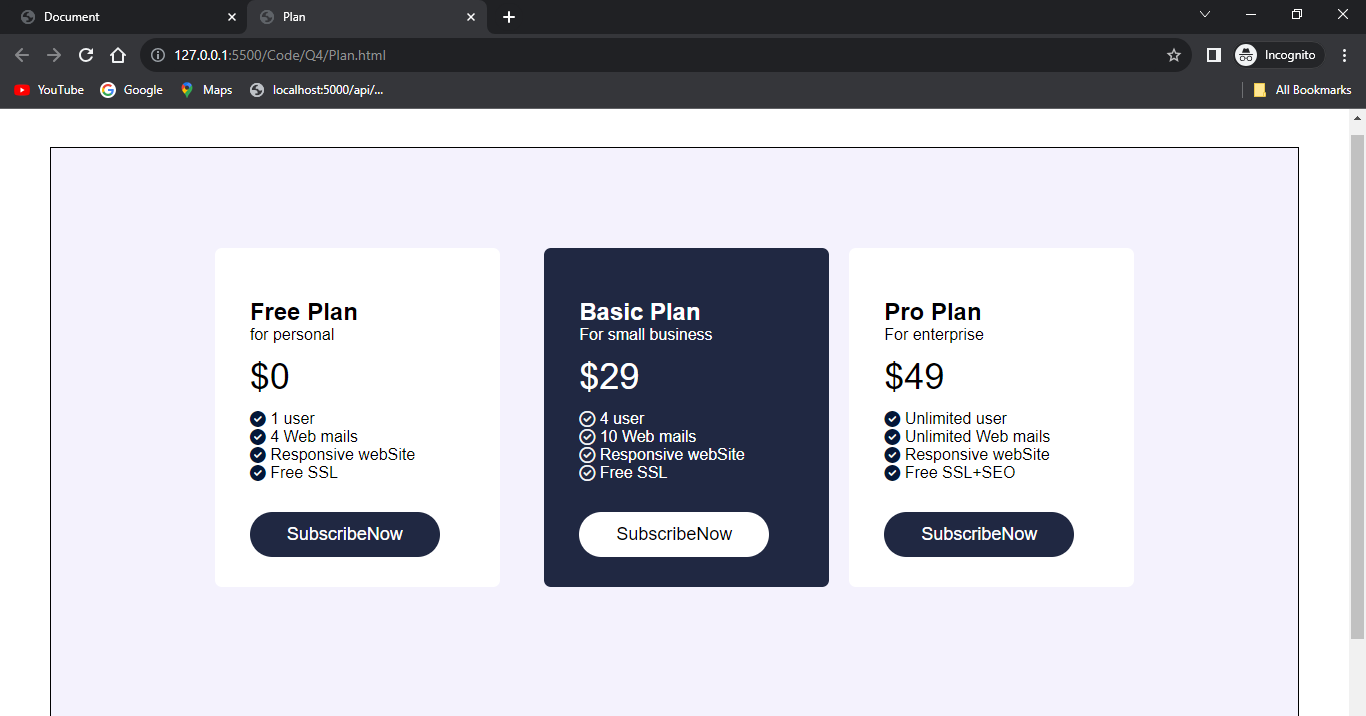 Document
Plan
127.0.0.1:5500/Code/Q4/Plan.html
Incognito
YouTube
Google
Maps
localhost:5000/api/...
All Bookmarks
Free Plan
for personal
$0
1 user
4 Web mails
Responsive webSite
Free SSL
SubscribeNow
Basic Plan
For small business
$29
4 user
10 Web mails
Responsive webSite
Free SSL
SubscribeNow
Pro Plan
For enterprise
$49
Unlimited user
Unlimited Web mails
Responsive webSite
Free SSL+SEO
SubscribeNow